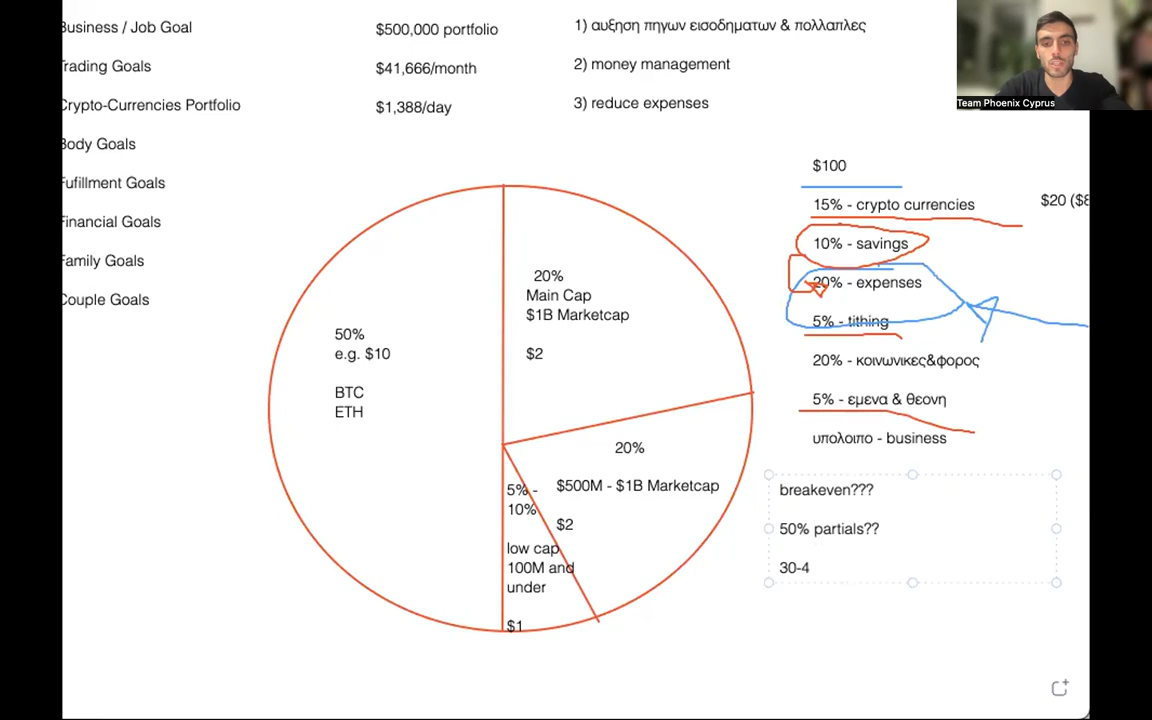 Business / Job Goal
Trading Goals
Crypto-Currencies Portfolio
Body Goals
Fufillment Goals
Financial Goals
Family Goals
Couple Goals
$500,000 portfolio
$41,666/month
$1,388/day
1) αυξηση πηγων εισοδηματων & πολλαπλες
2) money management
3) reduce expenses
Team Phoenix Cyprus
50%
e.g. $10
BTC
ETH
20%
Main Cap
$1B Marketcap
$2
20%
$500M - $1B Marketcap
$2
5% -
10%
low cap
100M and
under
$1
$100
15% - crypto currencies
10% - savings
20% - expenses
5% - tithing
20% - κοινωνικες&φορος
5% - εμενα & θεονη
υπολοιπο - business
$20 ($8
breakeven???
50% partials??
30-4